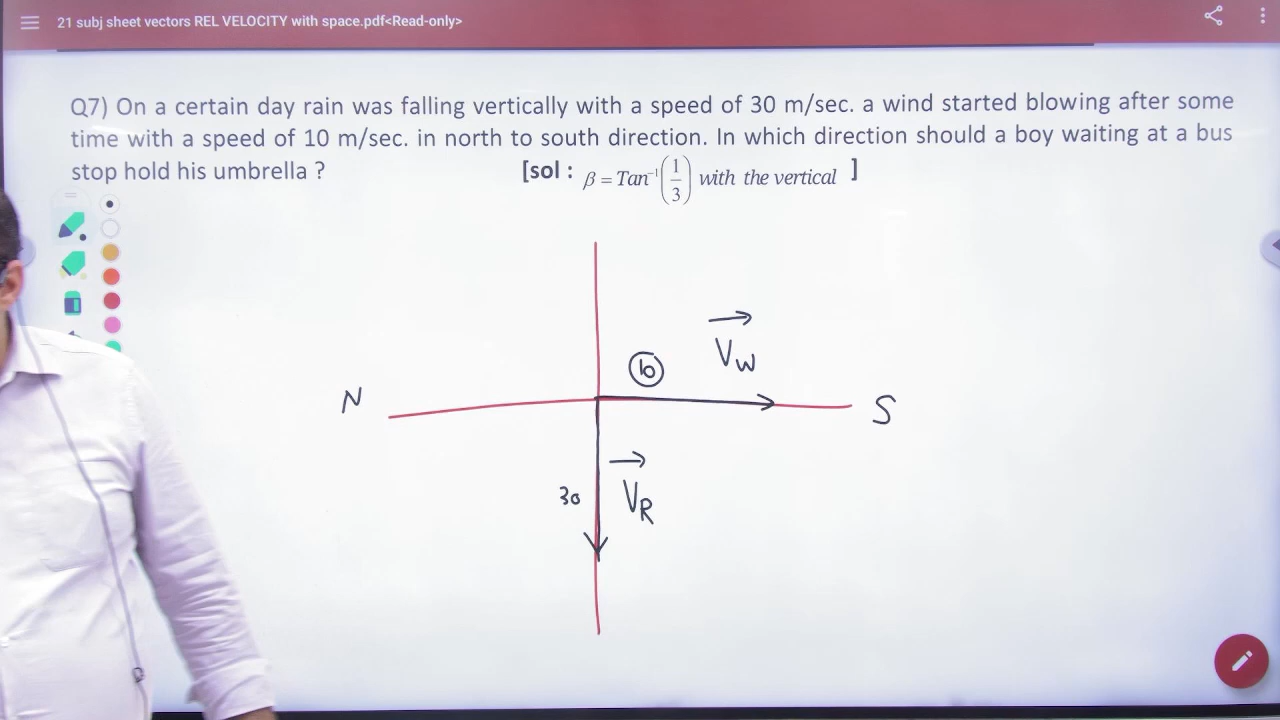 21 subj sheet vectors REL VELOCITY with space.pdf<Read-only>
Q7) On a certain day rain was falling vertically with a speed of 30 m/sec. a wind started blowing after some
time with a speed of 10 m/sec. in north to south direction. In which direction should a boy waiting at a bus
stop hold his umbrella ? [sol : β = Tan⁻¹(1/3) with the vertical ]
10
V⃗W
N
S
30
V⃗R